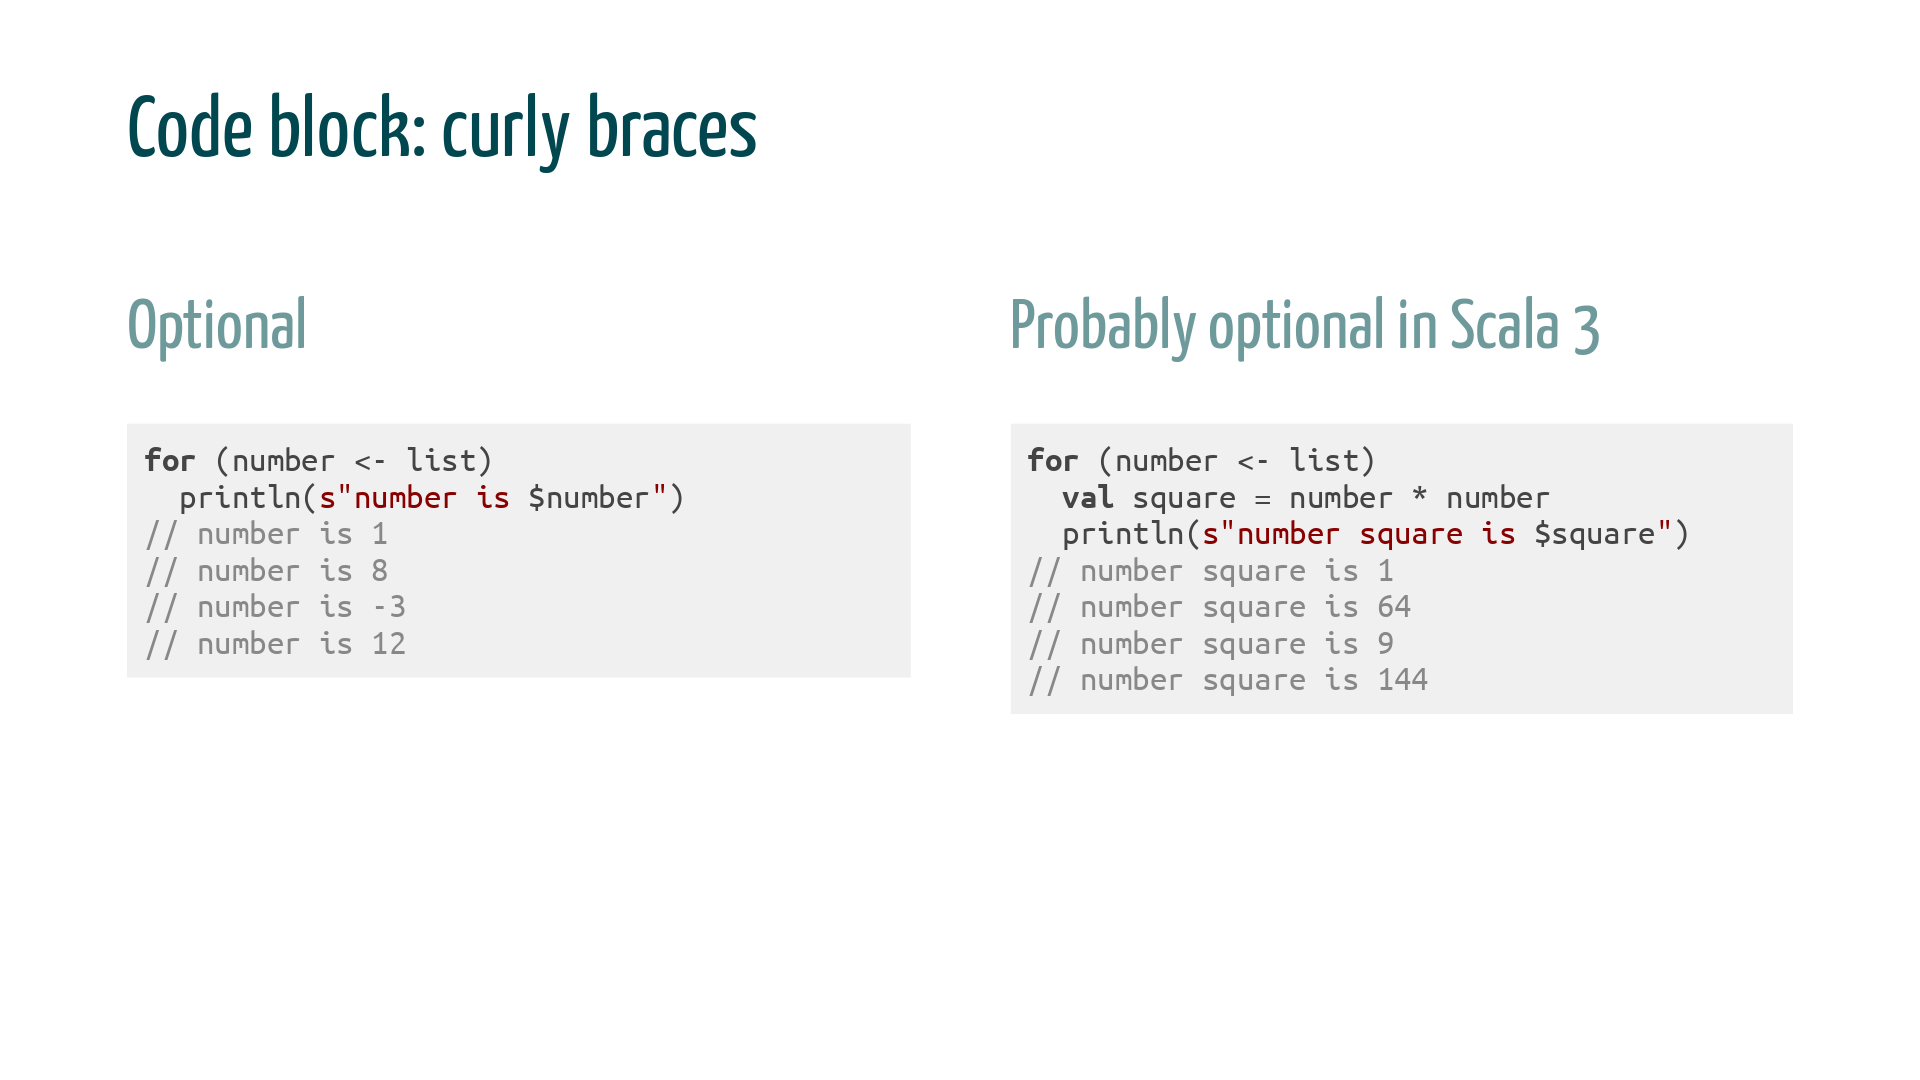 Code block: curly braces
Optional
for (number <- list)
  println(s"number is $number")
// number is 1
// number is 8
// number is -3
// number is 12
Probably optional in Scala 3
for (number <- list)
  val square = number * number
  println(s"number square is $square")
// number square is 1
// number square is 64
// number square is 9
// number square is 144